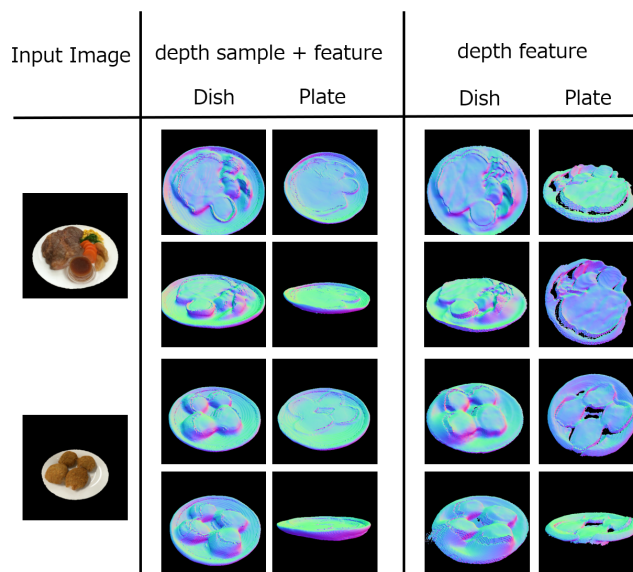 Input Image
depth sample + feature
depth feature
Dish
Plate
Dish
Plate